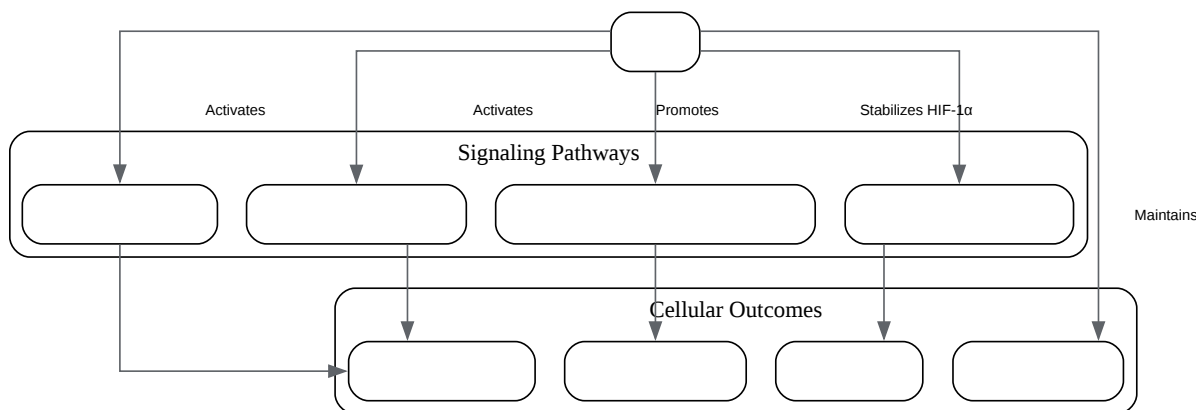 Activates
Activates
Promotes
Stabilizes HIF-1α
Signaling Pathways
Maintains
Cellular Outcomes